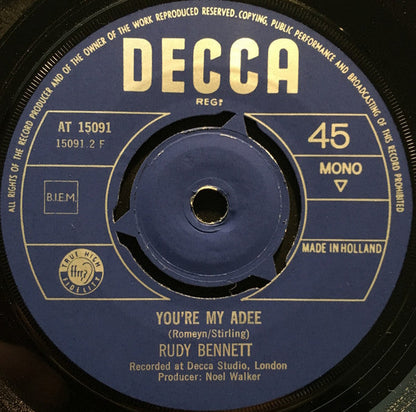 ALL RIGHTS OF THE RECORD PRODUCER AND OF THE OWNER OF THE WORK REPRODUCED RESERVED. COPYING, PUBLIC PERFORMANCE AND BROADCASTING OF THIS RECORD PROHIBITED
DECCA
REGD
AT 15091
15091.2 F
45
MONO
B.I.E.M.
MADE IN HOLLAND
TRUE HIGH
ffrr
FIDELITY
YOU'RE MY ADEE
(Romeyn/Stirling)
RUDY BENNETT
Recorded at Decca Studio, London
Producer: Noel Walker